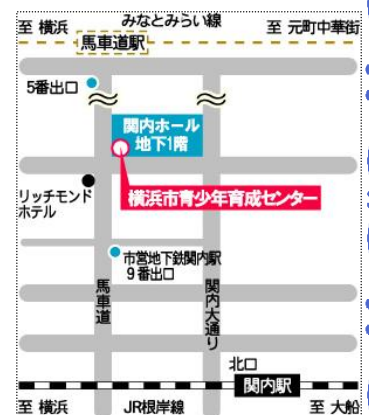 至 横浜
みなとみらい線
至 元町中華街
馬車道駅
5番出口
関内ホール
地下1階
リッチモンド
ホテル
横浜市青少年育成センター
市営地下鉄関内駅
9番出口
馬車道
関内大通り
北口
関内駅
至 横浜
JR根岸線
至 大船